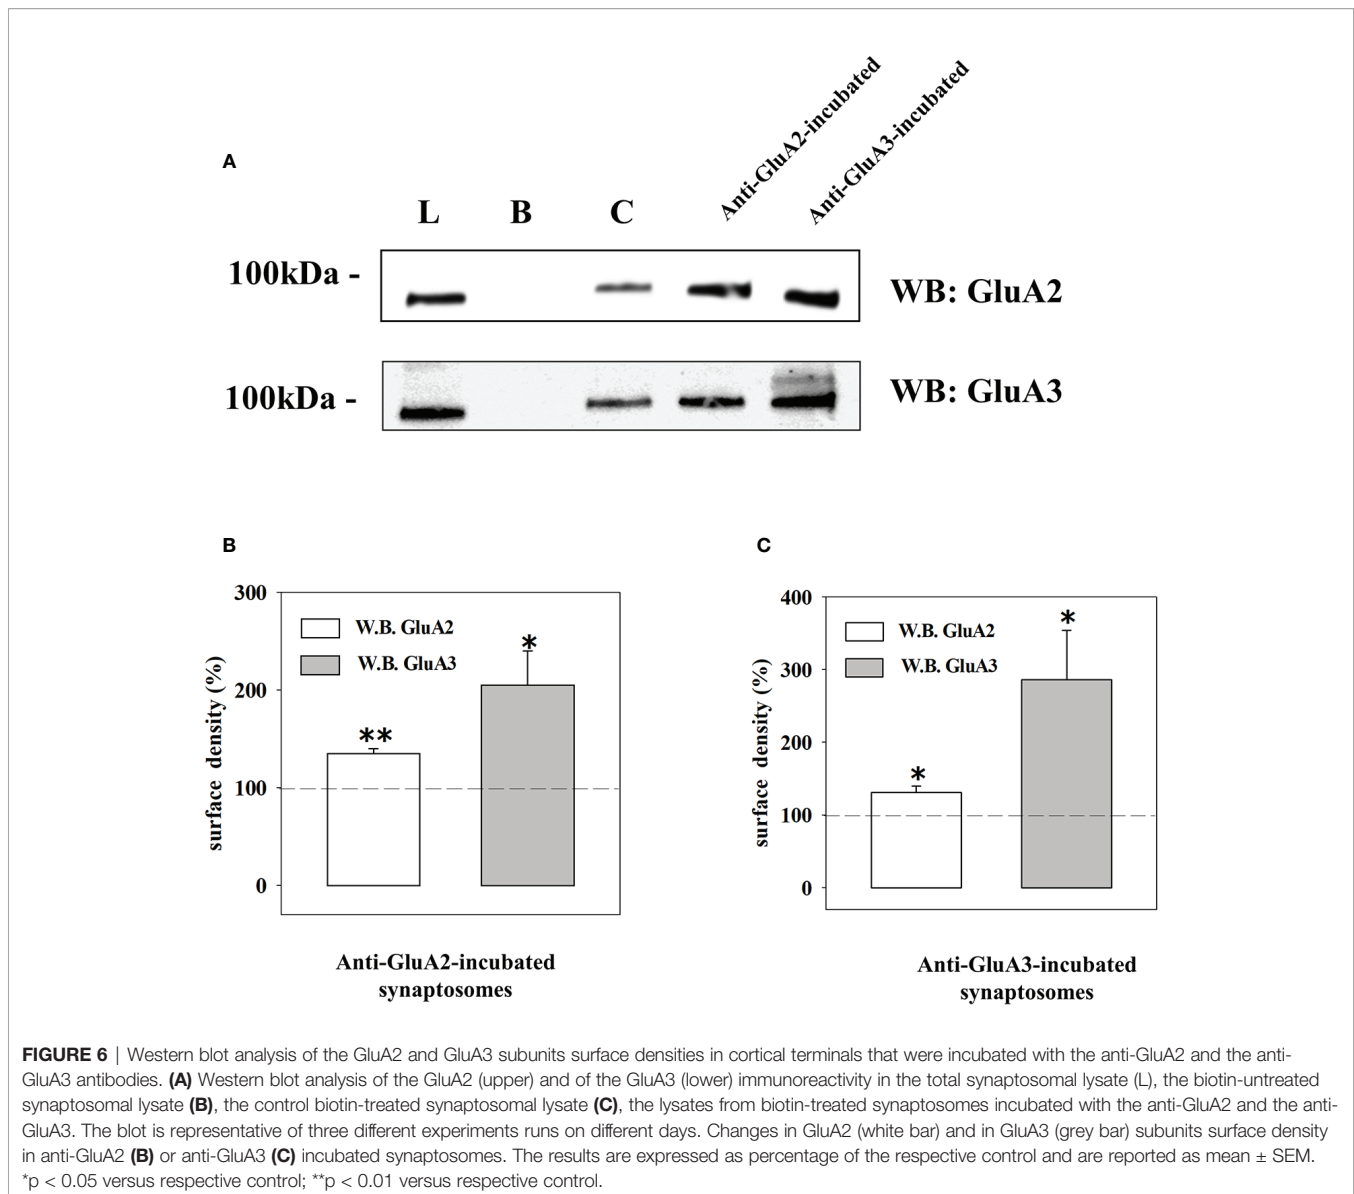 A
L
B
C
Anti-GluA2-incubated
Anti-GluA3-incubated
100kDa -
WB: GluA2
100kDa -
WB: GluA3
B
300
200
100
0
surface density (%)
W.B. GluA2
W.B. GluA3
**
*
Anti-GluA2-incubated
synaptosomes
C
400
300
200
100
0
surface density (%)
W.B. GluA2
W.B. GluA3
*
*
Anti-GluA3-incubated
synaptosomes
FIGURE 6 | Western blot analysis of the GluA2 and GluA3 subunits surface densities in cortical terminals that were incubated with the anti-GluA2 and the anti-
GluA3 antibodies. (A) Western blot analysis of the GluA2 (upper) and of the GluA3 (lower) immunoreactivity in the total synaptosomal lysate (L), the biotin-untreated
synaptosomal lysate (B), the control biotin-treated synaptosomal lysate (C), the lysates from biotin-treated synaptosomes incubated with the anti-GluA2 and the anti-
GluA3. The blot is representative of three different experiments runs on different days. Changes in GluA2 (white bar) and in GluA3 (grey bar) subunits surface density
in anti-GluA2 (B) or anti-GluA3 (C) incubated synaptosomes. The results are expressed as percentage of the respective control and are reported as mean ± SEM.
*p < 0.05 versus respective control; **p < 0.01 versus respective control.